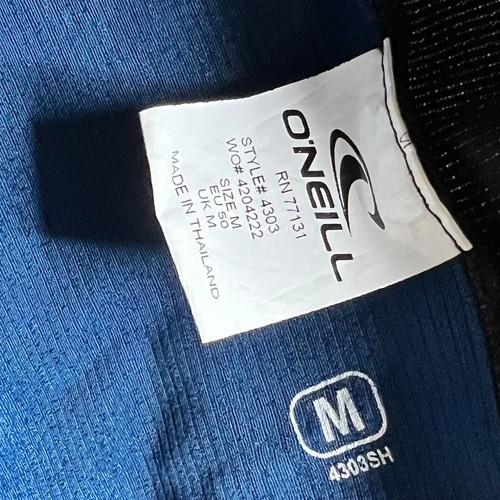 O'NEILL
RN 77131
STYLE# 4303
WO# 4204222
SIZE M
EU 50
UK M
MADE IN THAILAND
M
4303SH